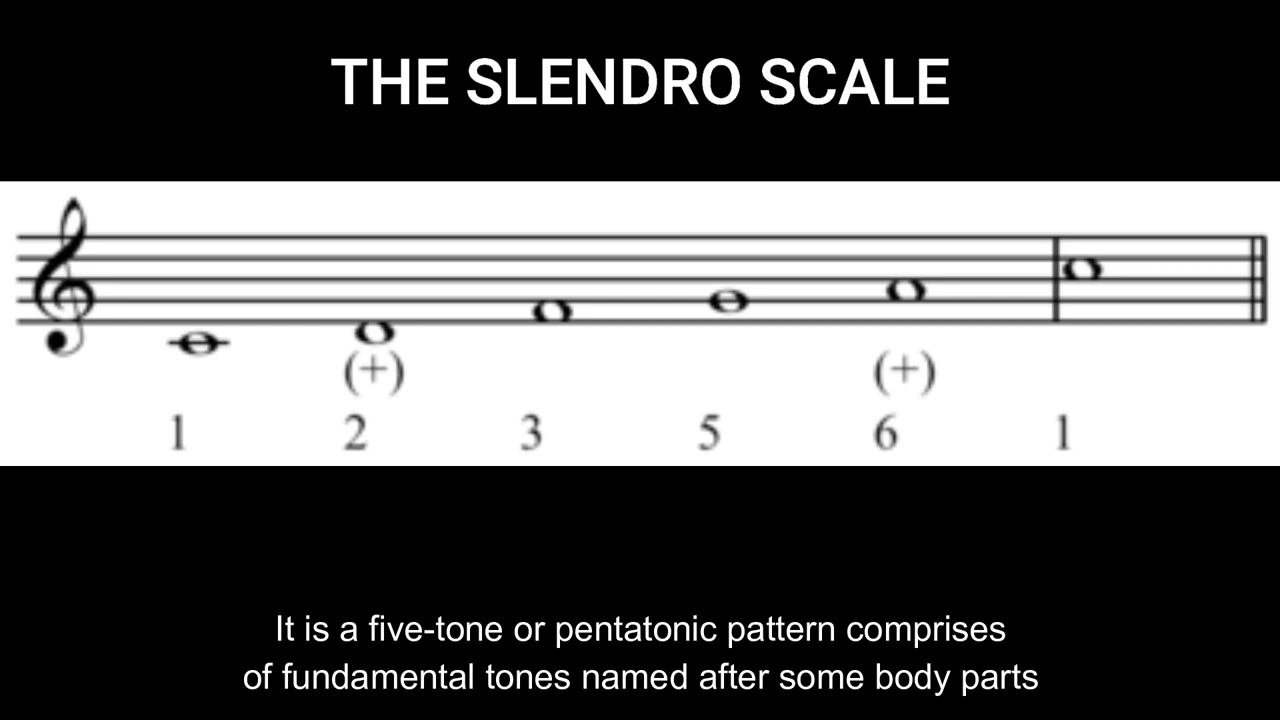 THE SLENDRO SCALE
(+) (+)
1 2 3 5 6 1
It is a five-tone or pentatonic pattern comprises
of fundamental tones named after some body parts